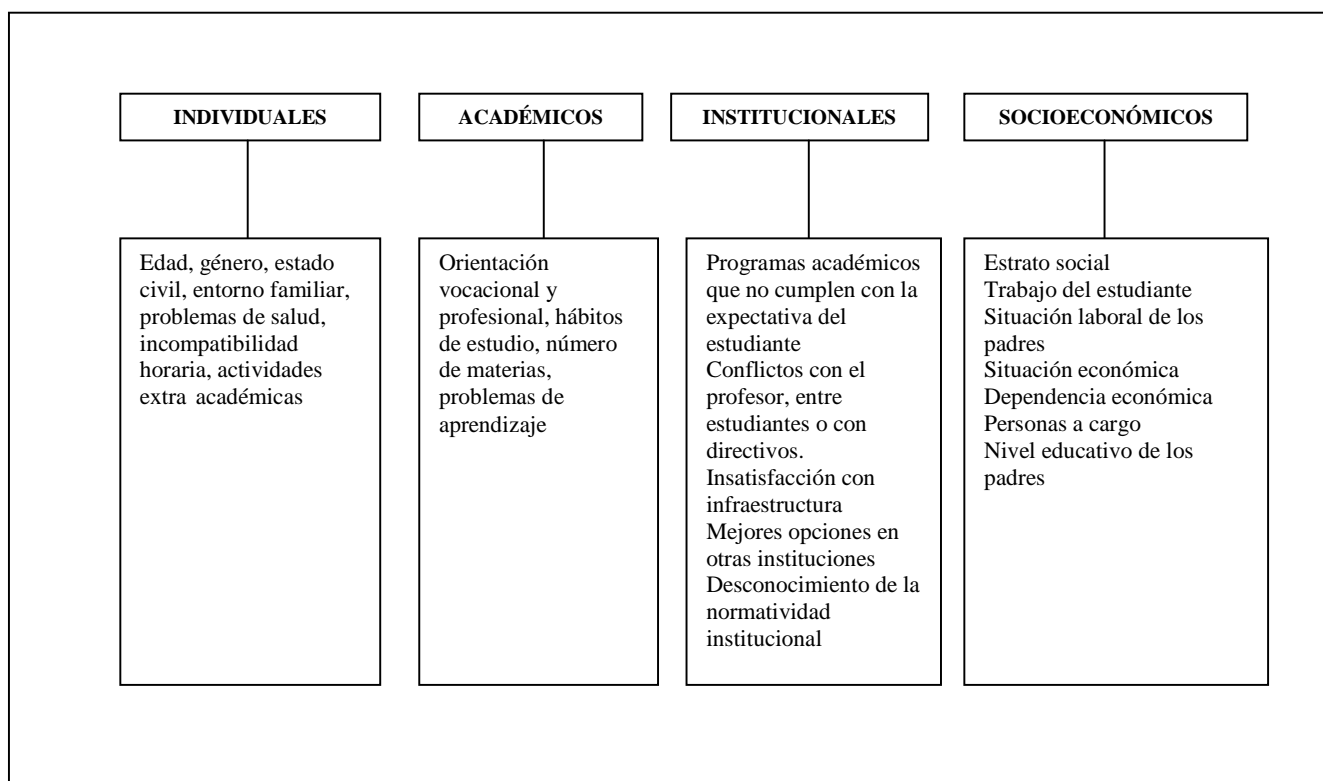 INDIVIDUALES
ACADÉMICOS
INSTITUCIONALES
SOCIOECONÓMICOS
Edad, género, estado
civil, entorno familiar,
problemas de salud,
incompatibilidad
horaria, actividades
extra académicas
Orientación
vocacional y
profesional, hábitos
de estudio, número
de materias,
problemas de
aprendizaje
Programas académicos
que no cumplen con la
expectativa del
estudiante
Conflictos con el
profesor, entre
estudiantes o con
directivos.
Insatisfacción con
infraestructura
Mejores opciones en
otras instituciones
Desconocimiento de la
normatividad
institucional
Estrato social
Trabajo del estudiante
Situación laboral de los
padres
Situación económica
Dependencia económica
Personas a cargo
Nivel educativo de los
padres